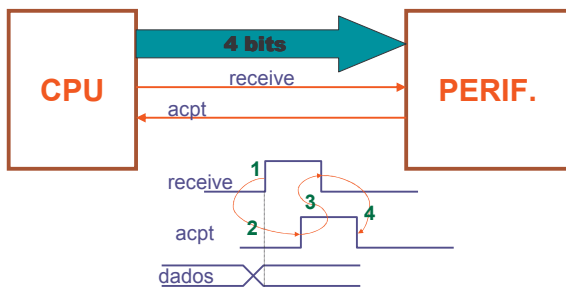 4 bits
CPU
receive
PERIF.
acpt
1
receive
3
4
2
acpt
dados